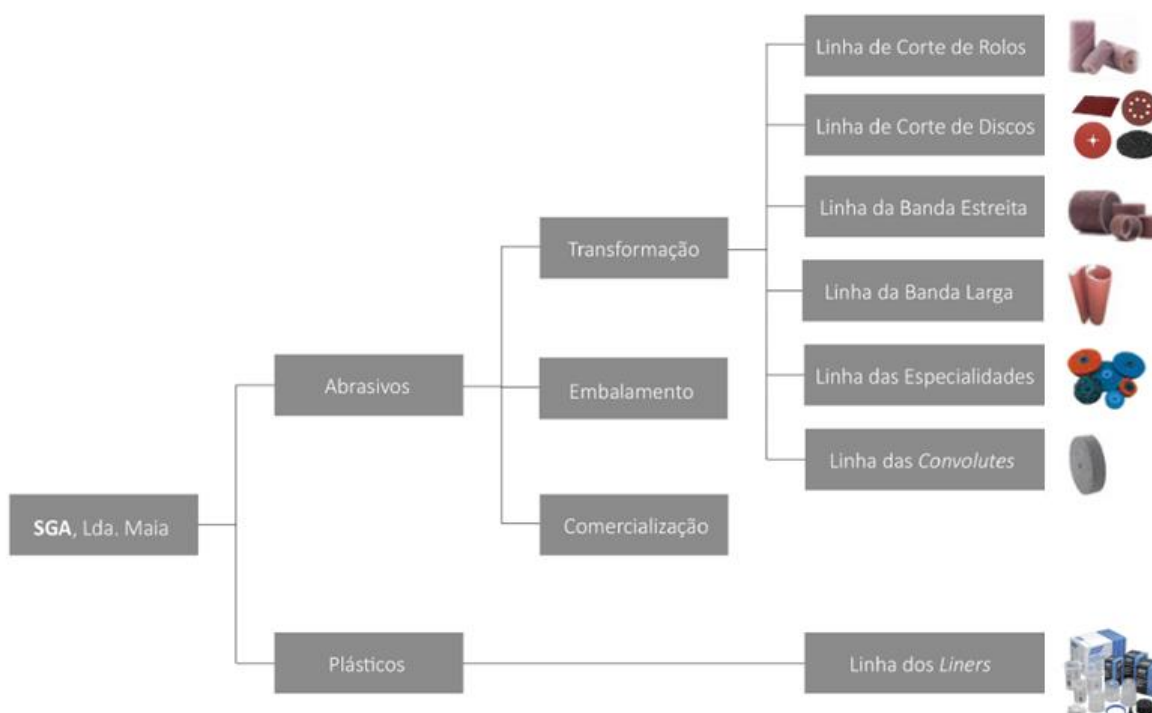 Linha de Corte de Rolos
Linha de Corte de Discos
Linha da Banda Estreita
Transformação
Linha da Banda Larga
Abrasivos
Embalamento
Linha das Especialidades
Linha das Convolutes
SGA, Lda. Maia
Comercialização
Plásticos
Linha dos Liners